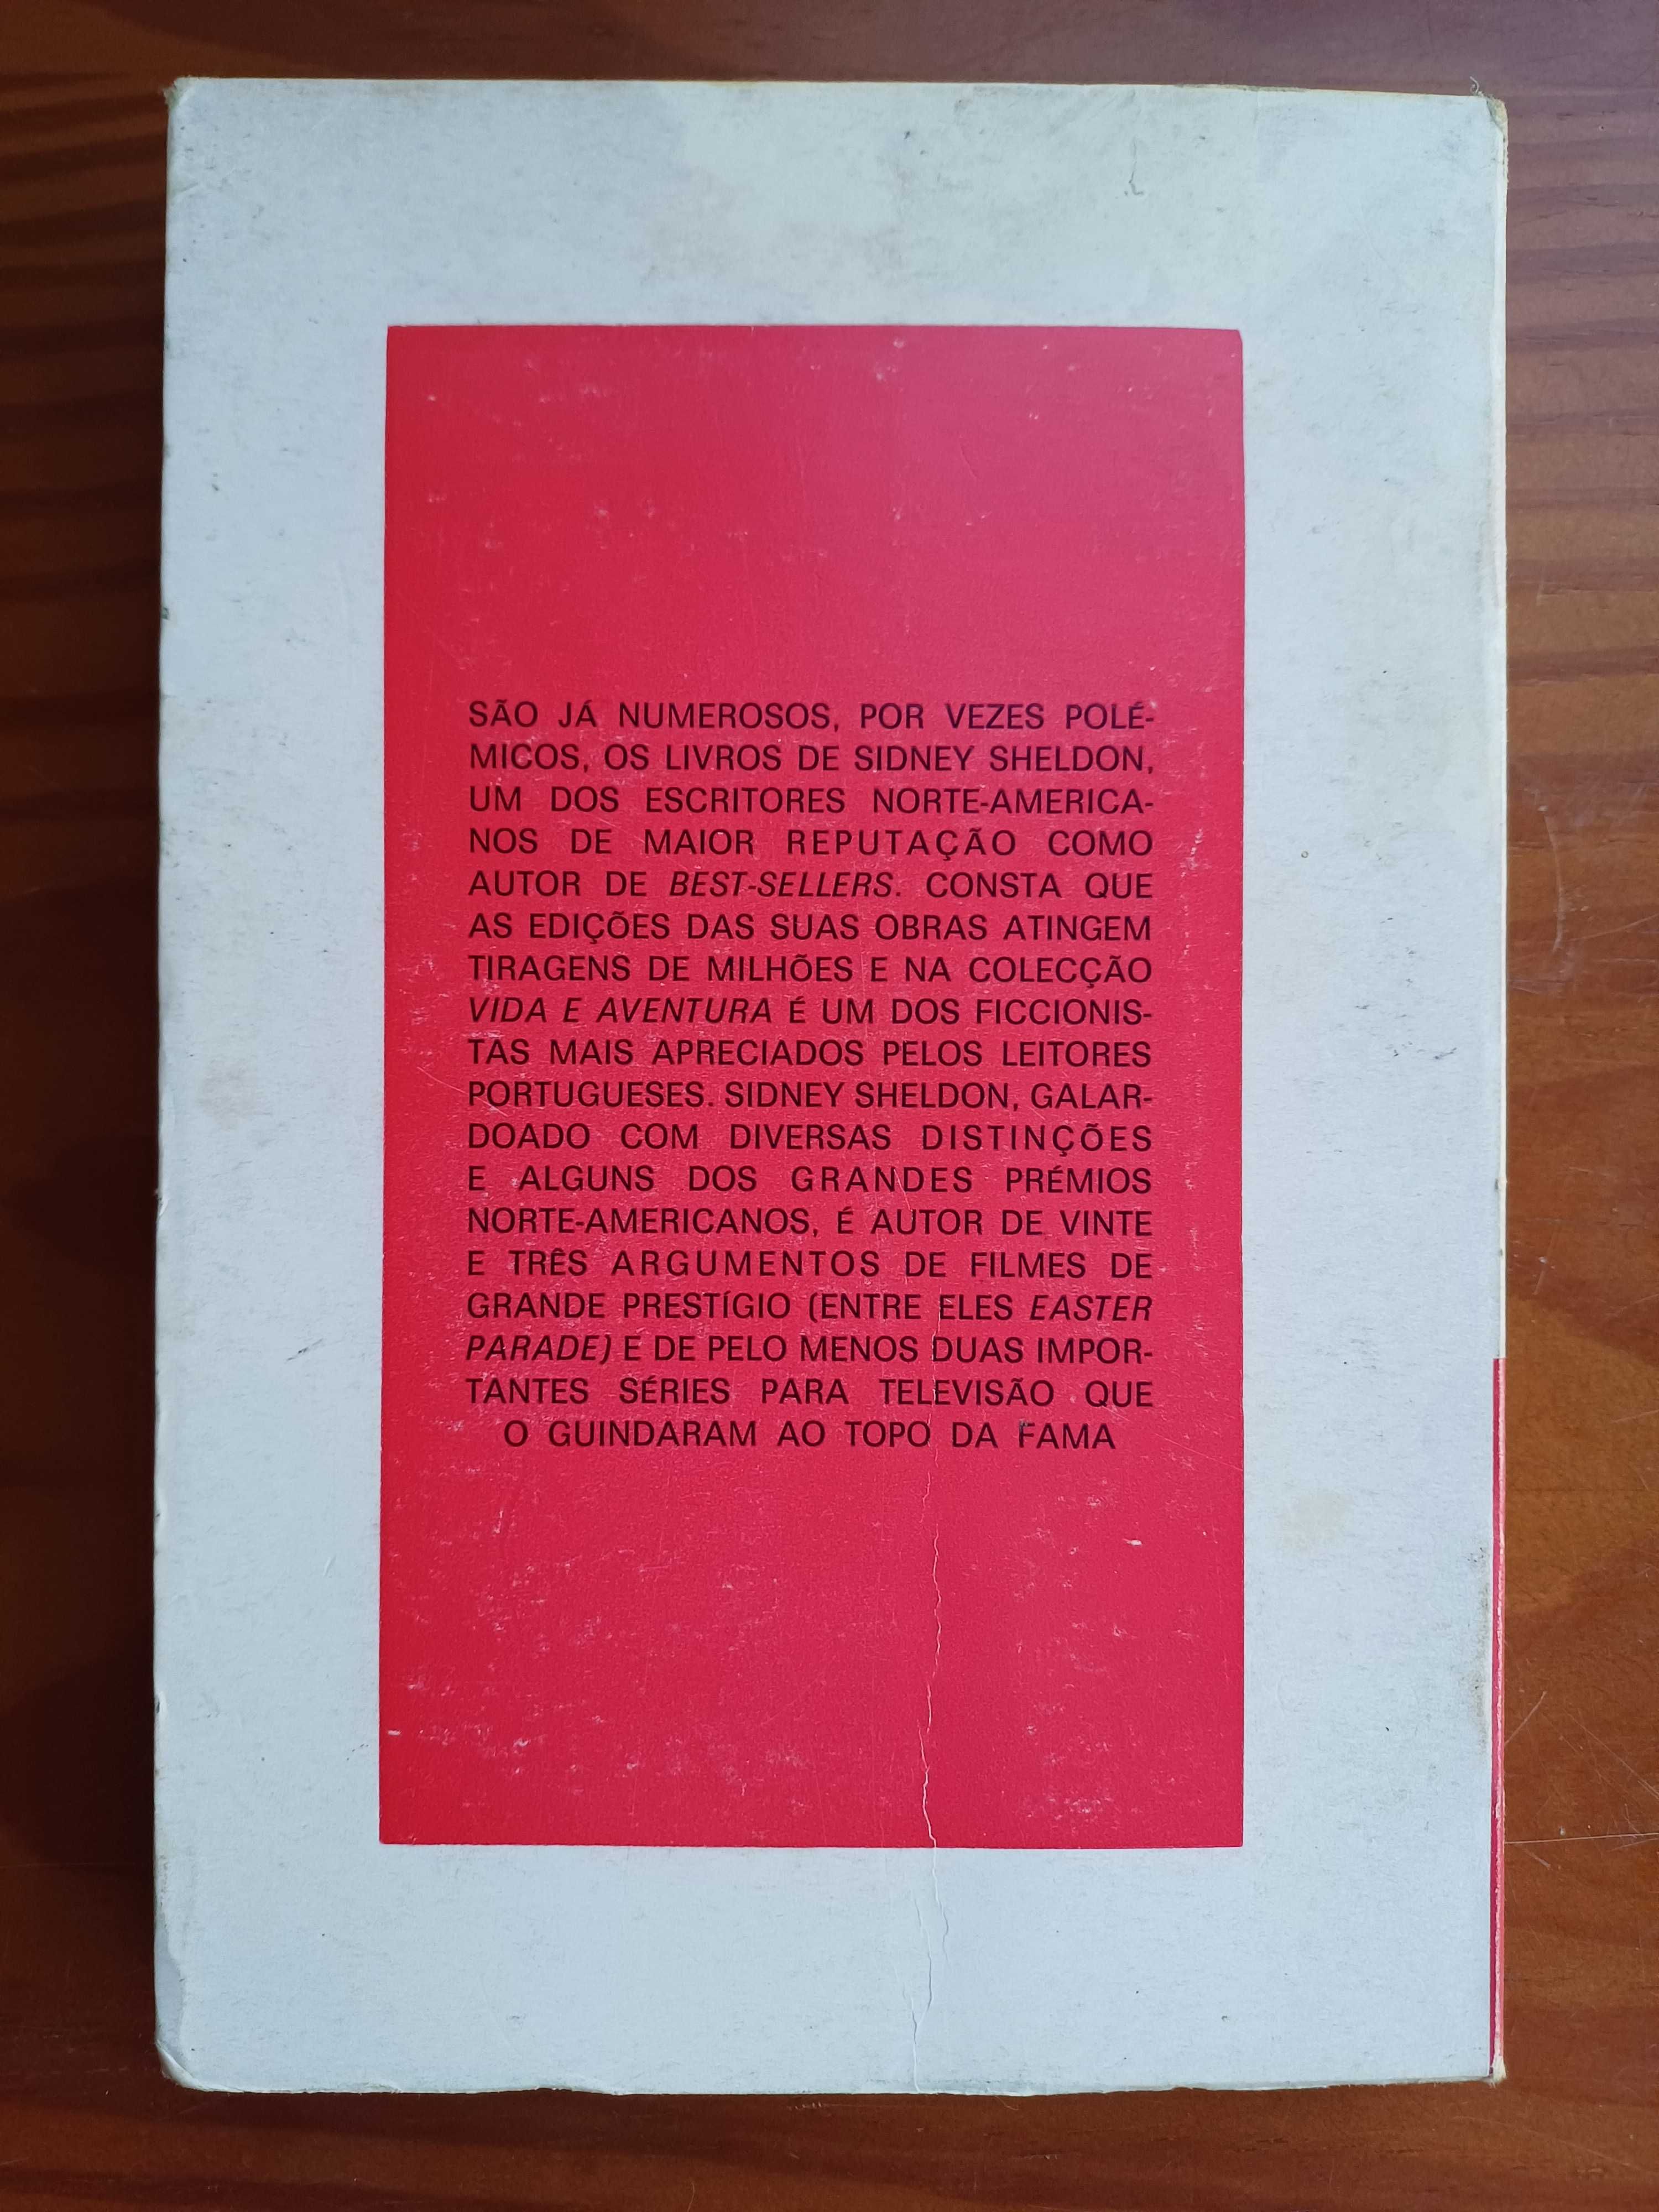 SÃO JÁ NUMEROSOS, POR VEZES POLÉ-
MICOS, OS LIVROS DE SIDNEY SHELDON,
UM DOS ESCRITORES NORTE-AMERICA-
NOS DE MAIOR REPUTAÇÃO COMO
AUTOR DE BEST-SELLERS. CONSTA QUE
AS EDIÇÕES DAS SUAS OBRAS ATINGEM
TIRAGENS DE MILHÕES E NA COLECÇÃO
VIDA E AVENTURA É UM DOS FICCIONIS-
TAS MAIS APRECIADOS PELOS LEITORES
PORTUGUESES. SIDNEY SHELDON, GALAR-
DOADO COM DIVERSAS DISTINÇÕES
E ALGUNS DOS GRANDES PRÉMIOS
NORTE-AMERICANOS, É AUTOR DE VINTE
E TRÊS ARGUMENTOS DE FILMES DE
GRANDE PRESTÍGIO (ENTRE ELES EASTER
PARADE) E DE PELO MENOS DUAS IMPOR-
TANTES SÉRIES PARA TELEVISÃO QUE
O GUINDARAM AO TOPO DA FAMA